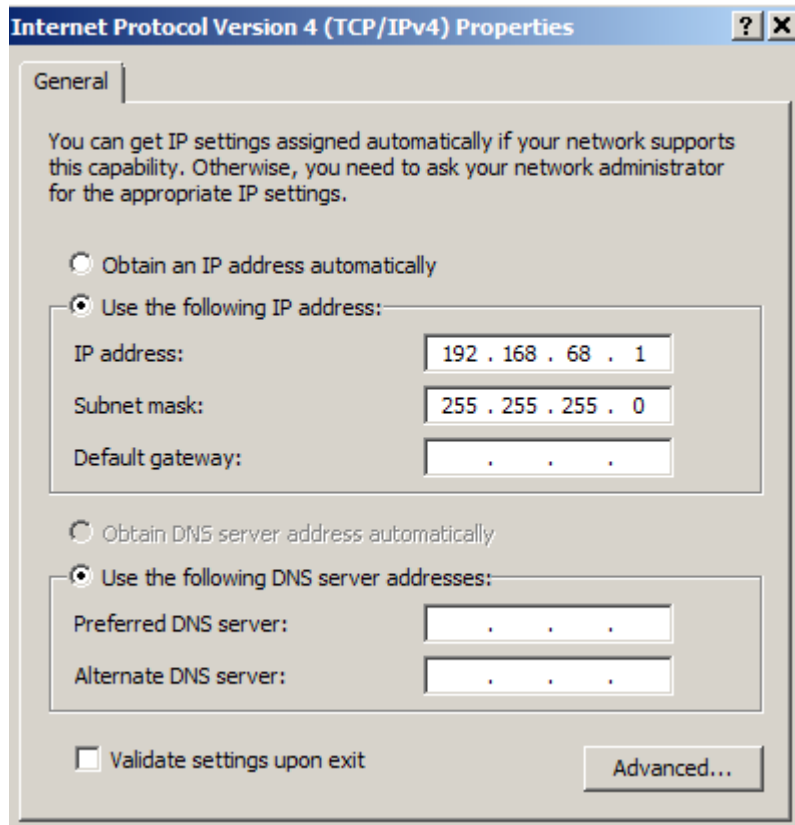 Internet Protocol Version 4 (TCP/IPv4) Properties
General
You can get IP settings assigned automatically if your network supports
this capability. Otherwise, you need to ask your network administrator
for the appropriate IP settings.
Obtain an IP address automatically
Use the following IP address:
IP address: 192 . 168 . 68 . 1
Subnet mask: 255 . 255 . 255 . 0
Default gateway: . . .
Obtain DNS server address automatically
Use the following DNS server addresses:
Preferred DNS server: . . .
Alternate DNS server: . . .
Validate settings upon exit
Advanced...